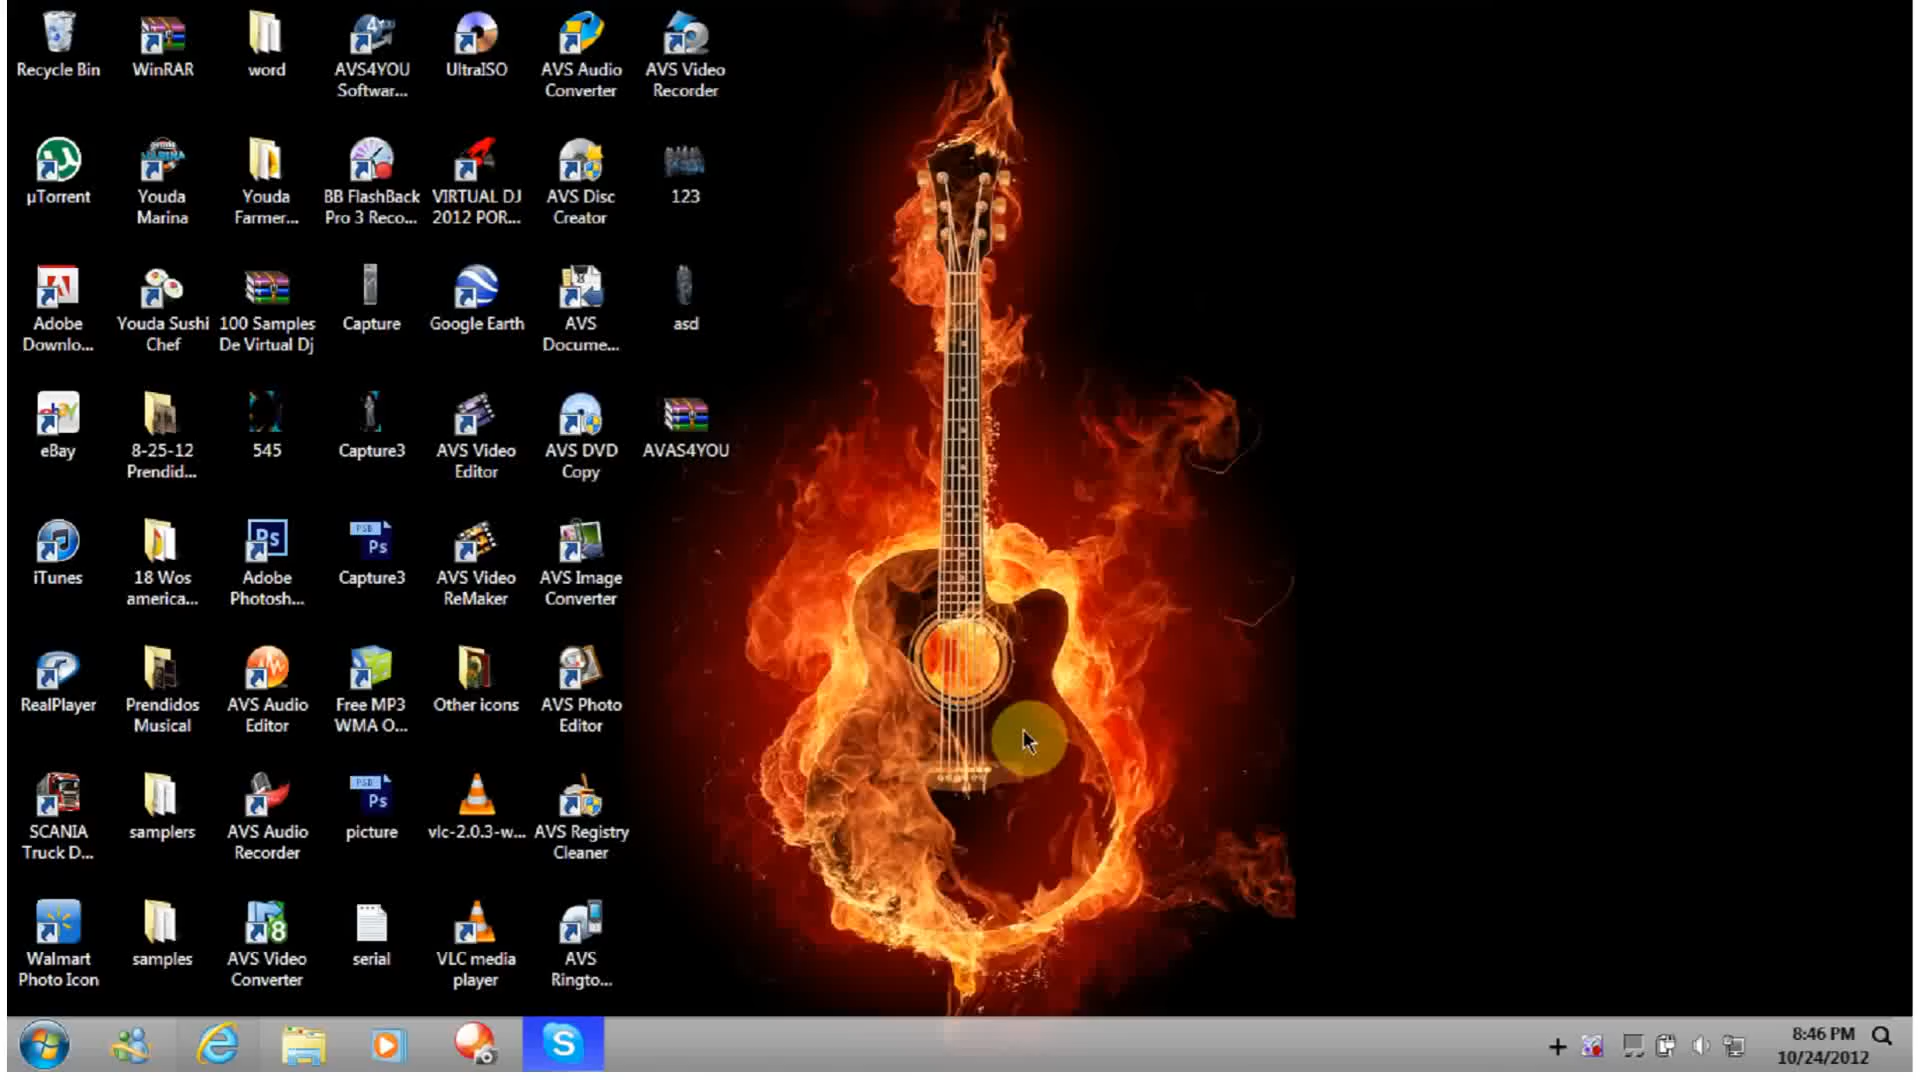 Recycle Bin
WinRAR
word
AVS4YOU
Softwar...
UltraISO
AVS Audio
Converter
AVS Video
Recorder
µTorrent
Youda
Marina
Youda
Farmer...
BB FlashBack
Pro 3 Reco...
VIRTUAL DJ
2012 POR...
AVS Disc
Creator
123
Adobe
Downlo...
Youda Sushi
Chef
100 Samples
De Virtual Dj
Capture
Google Earth
AVS
Docume...
asd
eBay
8-25-12
Prendid...
545
Capture3
AVS Video
Editor
AVS DVD
Copy
AVAS4YOU
iTunes
18 Wos
america...
Ps
Adobe
Photosh...
PSD
Ps
Capture3
AVS Video
ReMaker
AVS Image
Converter
RealPlayer
Prendidos
Musical
AVS Audio
Editor
Free MP3
WMA O...
Other icons
AVS Photo
Editor
SCANIA
Truck D...
samplers
AVS Audio
Recorder
PSD
Ps
picture
vlc-2.0.3-w...
AVS Registry
Cleaner
Walmart
Photo Icon
samples
8
AVS Video
Converter
serial
VLC media
player
AVS
Ringto...
8:46 PM
10/24/2012